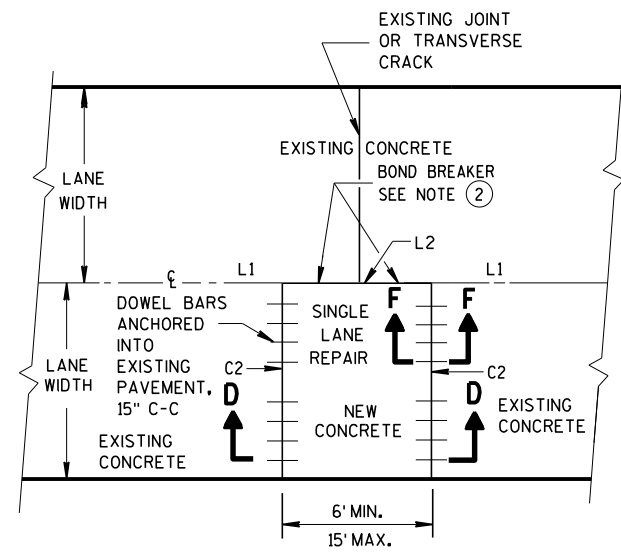 EXISTING JOINT
OR TRANSVERSE
CRACK
EXISTING CONCRETE
BOND BREAKER
SEE NOTE 2
LANE
WIDTH
L2
℄
L1
L1
DOWEL BARS
ANCHORED
INTO
EXISTING
PAVEMENT,
15" C-C
SINGLE
LANE
REPAIR
F
F
LANE
WIDTH
C2
C2
D
D
NEW
CONCRETE
EXISTING
CONCRETE
EXISTING
CONCRETE
6' MIN.
15' MAX.